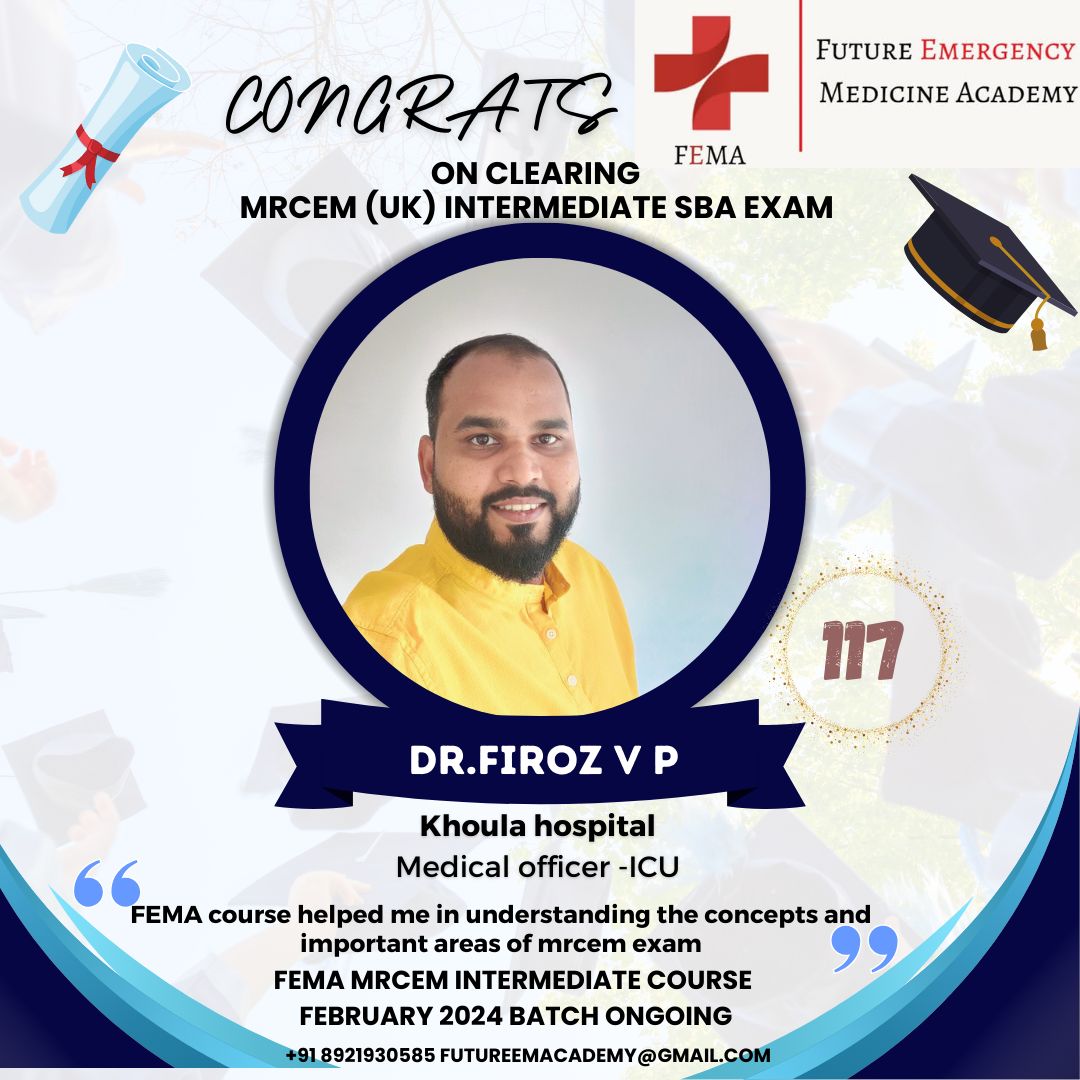 CONGRATS
FEMA
FUTURE EMERGENCY
MEDICINE ACADEMY
ON CLEARING
MRCEM (UK) INTERMEDIATE SBA EXAM
117
DR.FIROZ V P
Khoula hospital
Medical officer -ICU
“FEMA course helped me in understanding the concepts and
important areas of mrcem exam”
FEMA MRCEM INTERMEDIATE COURSE
FEBRUARY 2024 BATCH ONGOING
+91 8921930585 FUTUREEMACADEMY@GMAIL.COM